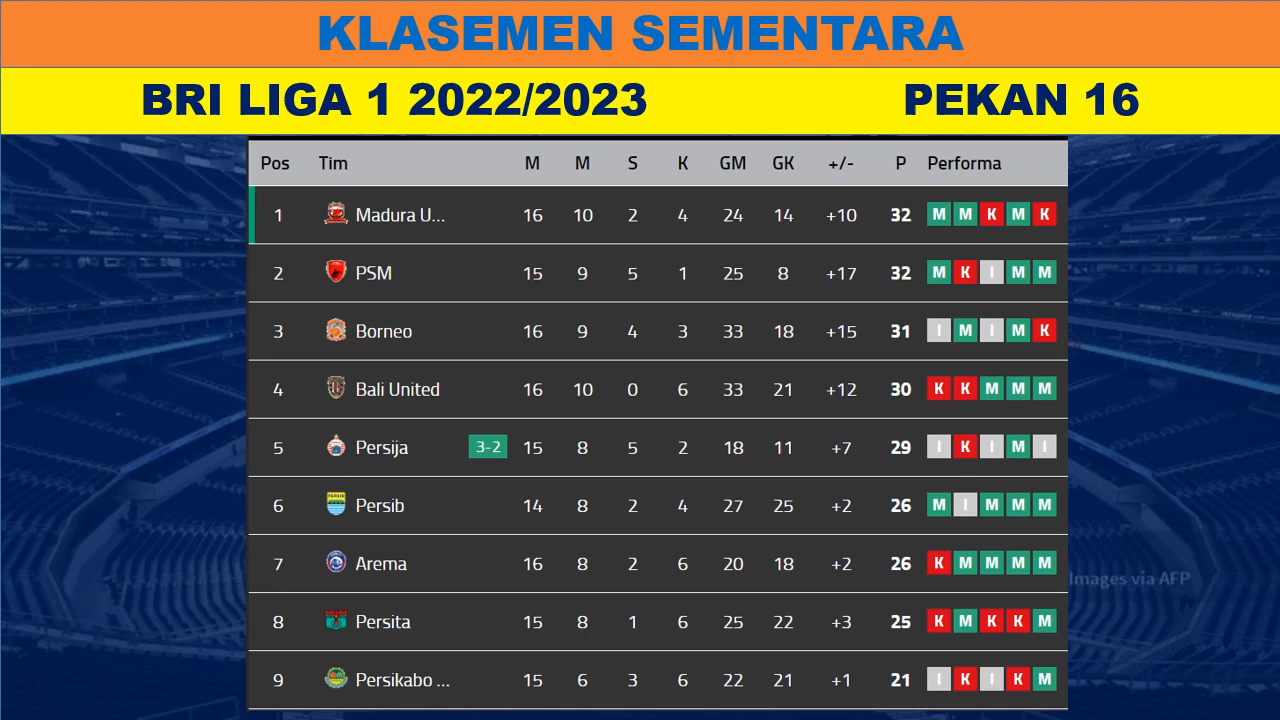 KLASEMEN SEMENTARA
BRI LIGA 1 2022/2023 PEKAN 16
Pos Tim M M S K GM GK +/- P Performa
1 Madura U... 16 10 2 4 24 14 +10 32 M M K M K
2 PSM 15 9 5 1 25 8 +17 32 M K I M M
3 Borneo 16 9 4 3 33 18 +15 31 I M I M K
4 Bali United 16 10 0 6 33 21 +12 30 K K M M M
5 Persija 3-2 15 8 5 2 18 11 +7 29 I K I M I
6 Persib 14 8 2 4 27 25 +2 26 M I M M M
7 Arema 16 8 2 6 20 18 +2 26 K M M M M
Images via AFP
8 Persita 15 8 1 6 25 22 +3 25 K M K K M
9 Persikabo ... 15 6 3 6 22 21 +1 21 I K I K M